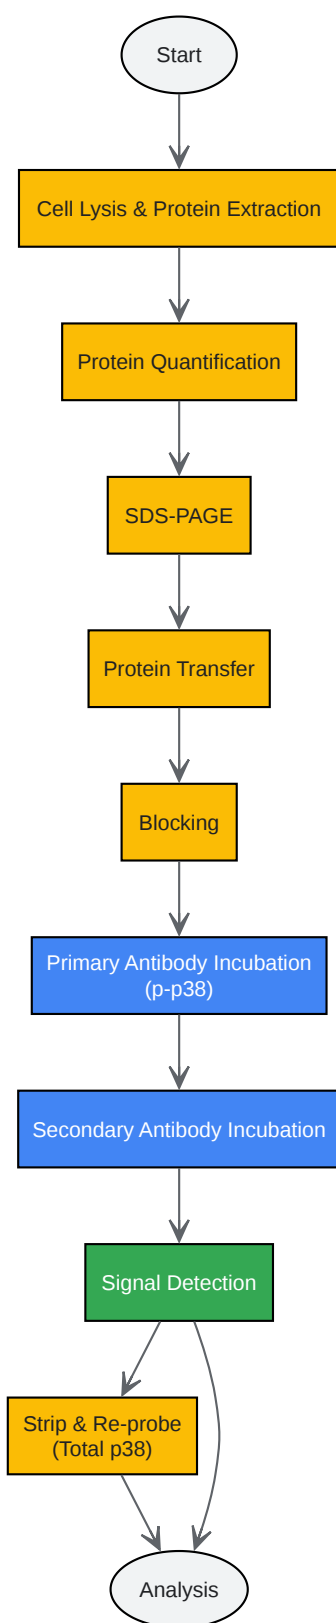 Start
Cell Lysis & Protein Extraction
Protein Quantification
SDS-PAGE
Protein Transfer
Blocking
Primary Antibody Incubation
(p-p38)
Secondary Antibody Incubation
Signal Detection
Strip & Re-probe
(Total p38)
Analysis